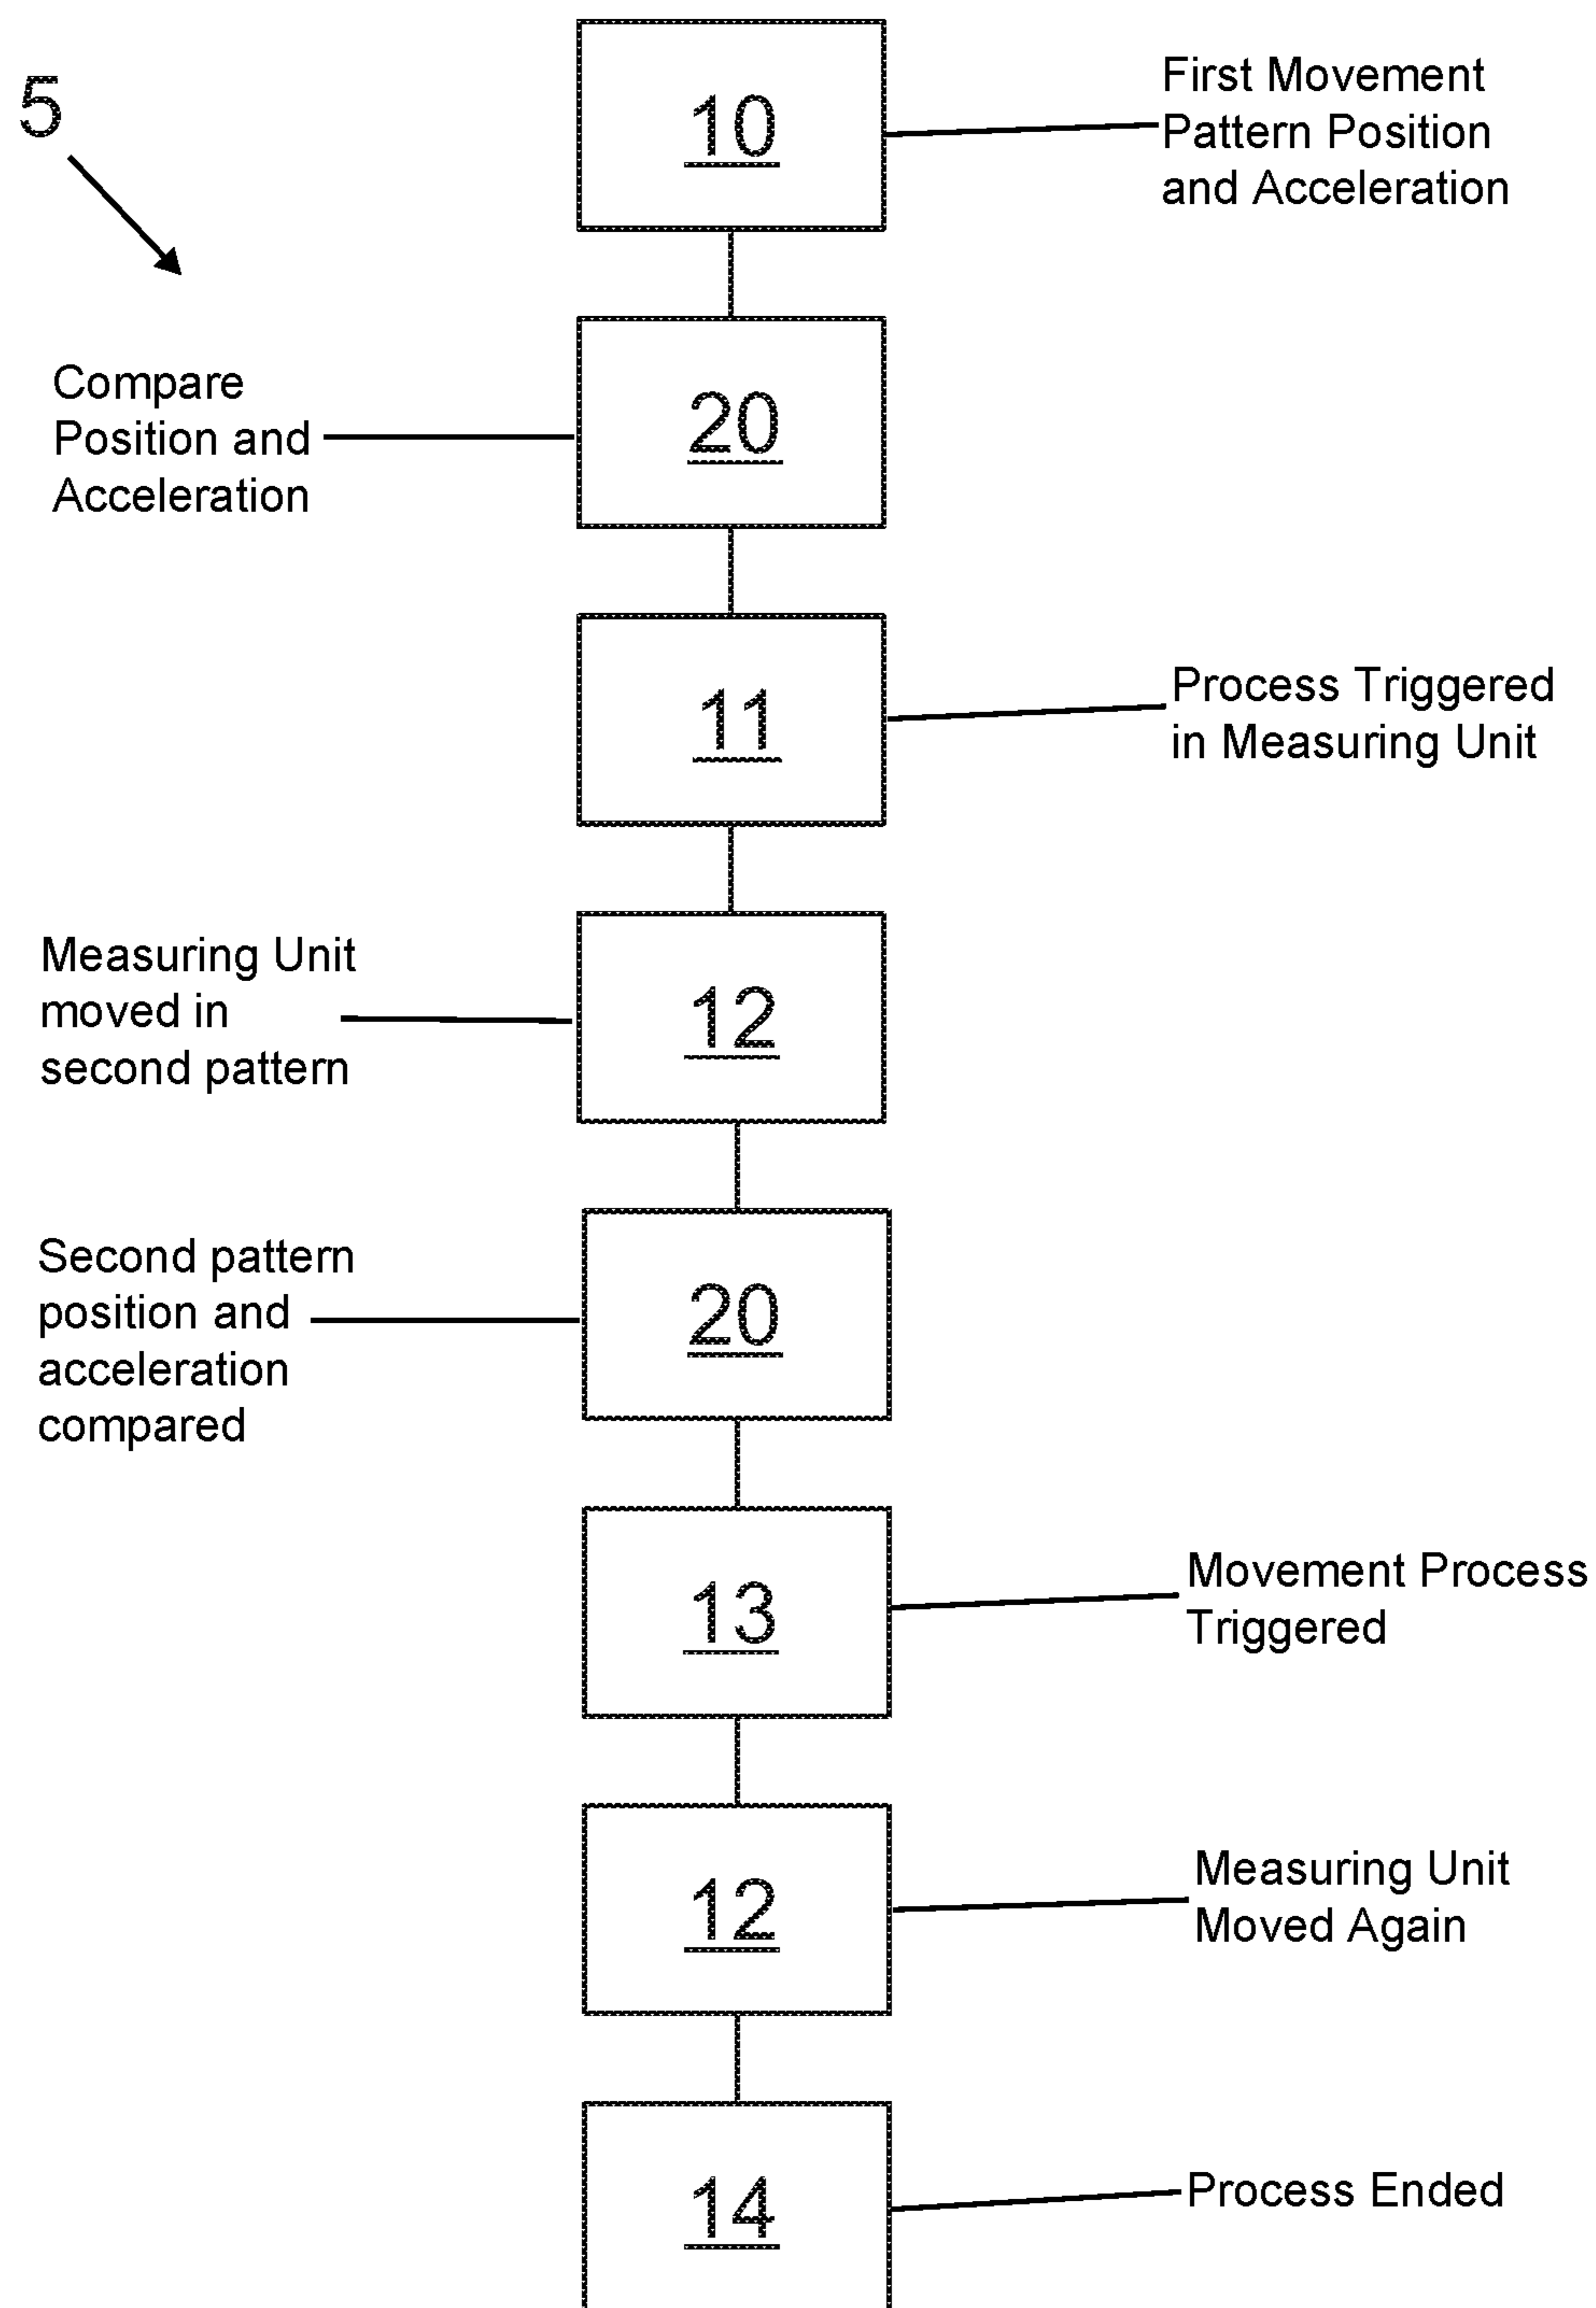 5
10
First Movement
Pattern Position
and Acceleration
Compare
Position and
Acceleration
20
11
Process Triggered
in Measuring Unit
Measuring Unit
moved in
second pattern
12
Second pattern
position and
acceleration
compared
20
13
Movement Process
Triggered
12
Measuring Unit
Moved Again
14
Process Ended